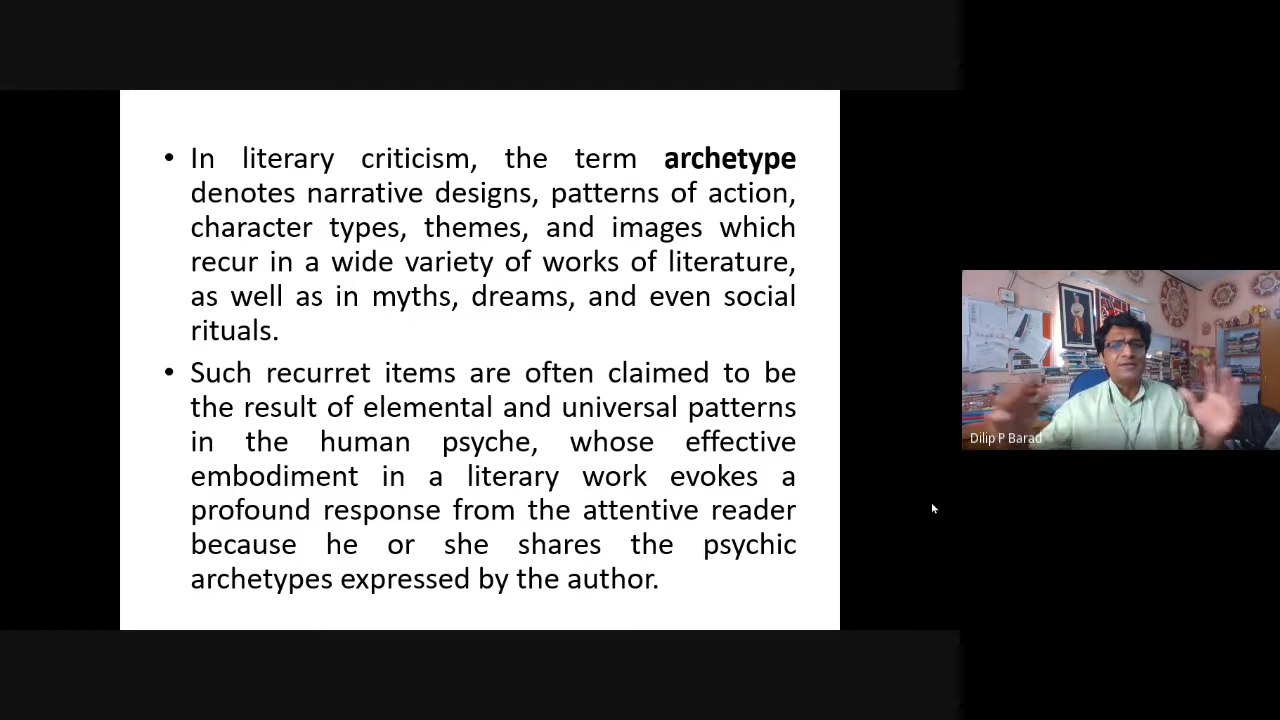 • In literary criticism, the term archetype
denotes narrative designs, patterns of action,
character types, themes, and images which
recur in a wide variety of works of literature,
as well as in myths, dreams, and even social
rituals.
• Such recurret items are often claimed to be
the result of elemental and universal patterns
in the human psyche, whose effective
embodiment in a literary work evokes a
profound response from the attentive reader
because he or she shares the psychic
archetypes expressed by the author.
Dilip P Barad